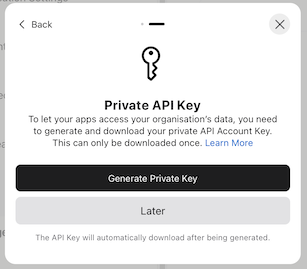 Back
Private API Key
To let your apps access your organisation's data, you need
to generate and download your private API Account Key.
This can only be downloaded once. Learn More
Generate Private Key
Later
The API Key will automatically download after being generated.